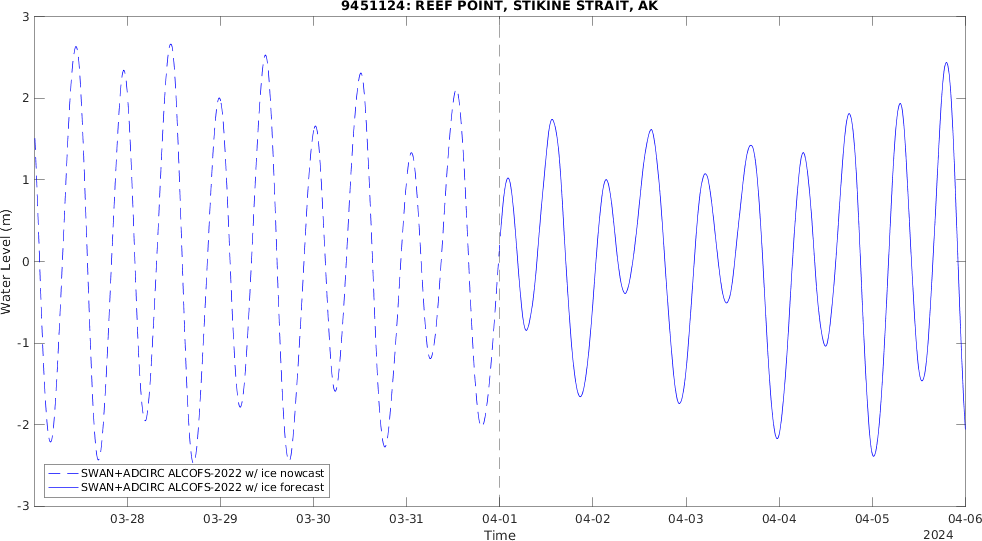 9451124: REEF POINT, STIKINE STRAIT, AK
3
2
1
0
-1
-2
-3
Water Level (m)
SWAN+ADCIRC ALCOFS-2022 w/ ice nowcast
SWAN+ADCIRC ALCOFS-2022 w/ ice forecast
03-28 03-29 03-30 03-31 04-01 04-02 04-03 04-04 04-05 04-06
Time
2024